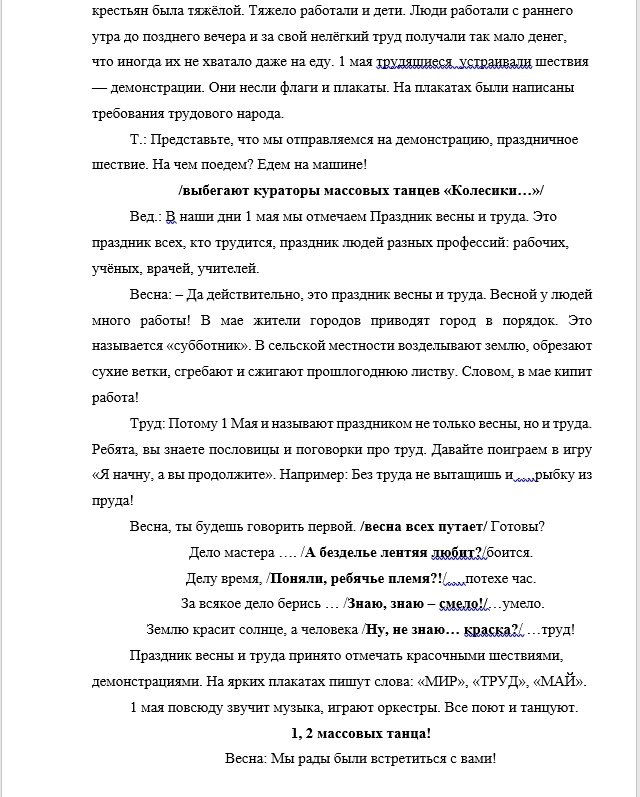 крестьян была тяжёлой. Тяжело работали и дети. Люди работали с раннего
утра до позднего вечера и за свой нелёгкий труд получали так мало денег,
что иногда их не хватало даже на еду. 1 мая трудящиеся  устраивали шествия
— демонстрации. Они несли флаги и плакаты. На плакатах были написаны
требования трудового народа.
Т.: Представьте, что мы отправляемся на демонстрацию, праздничное
шествие. На чем поедем? Едем на машине!
/выбегают кураторы массовых танцев «Колесики…»/
Вед.: В наши дни 1 мая мы отмечаем Праздник весны и труда. Это
праздник всех, кто трудится, праздник людей разных профессий: рабочих,
учёных, врачей, учителей.
Весна: – Да действительно, это праздник весны и труда. Весной у людей
много работы! В мае жители городов приводят город в порядок. Это
называется «субботник». В сельской местности возделывают землю, обрезают
сухие ветки, сгребают и сжигают прошлогоднюю листву. Словом, в мае кипит
работа!
Труд: Потому 1 Мая и называют праздником не только весны, но и труда.
Ребята, вы знаете пословицы и поговорки про труд. Давайте поиграем в игру
«Я начну, а вы продолжите». Например: Без труда не вытащишь и ….рыбку из
пруда!
Весна, ты будешь говорить первой. /весна всех путает/ Готовы?
Дело мастера …. /А безделье лентяя любит?/боится.
Делу время, /Поняли, ребячье племя?!/ ….потехе час.
За всякое дело берись … /Знаю, знаю – смело!/…умело.
Землю красит солнце, а человека /Ну, не знаю… краска?/ …труд!
Праздник весны и труда принято отмечать красочными шествиями,
демонстрациями. На ярких плакатах пишут слова: «МИР», «ТРУД», «МАЙ».
1 мая повсюду звучит музыка, играют оркестры. Все поют и танцуют.
1, 2 массовых танца!
Весна: Мы рады были встретиться с вами!